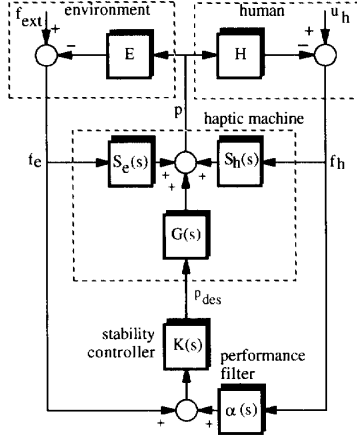 environment
human
f_ext
+
−
E
H
−
+
u_h
p
haptic machine
f_e
S_e(s)
+
+
+
S_h(s)
f_h
G(s)
p_des
stability
controller
K(s)
performance
filter
+
+
α(s)